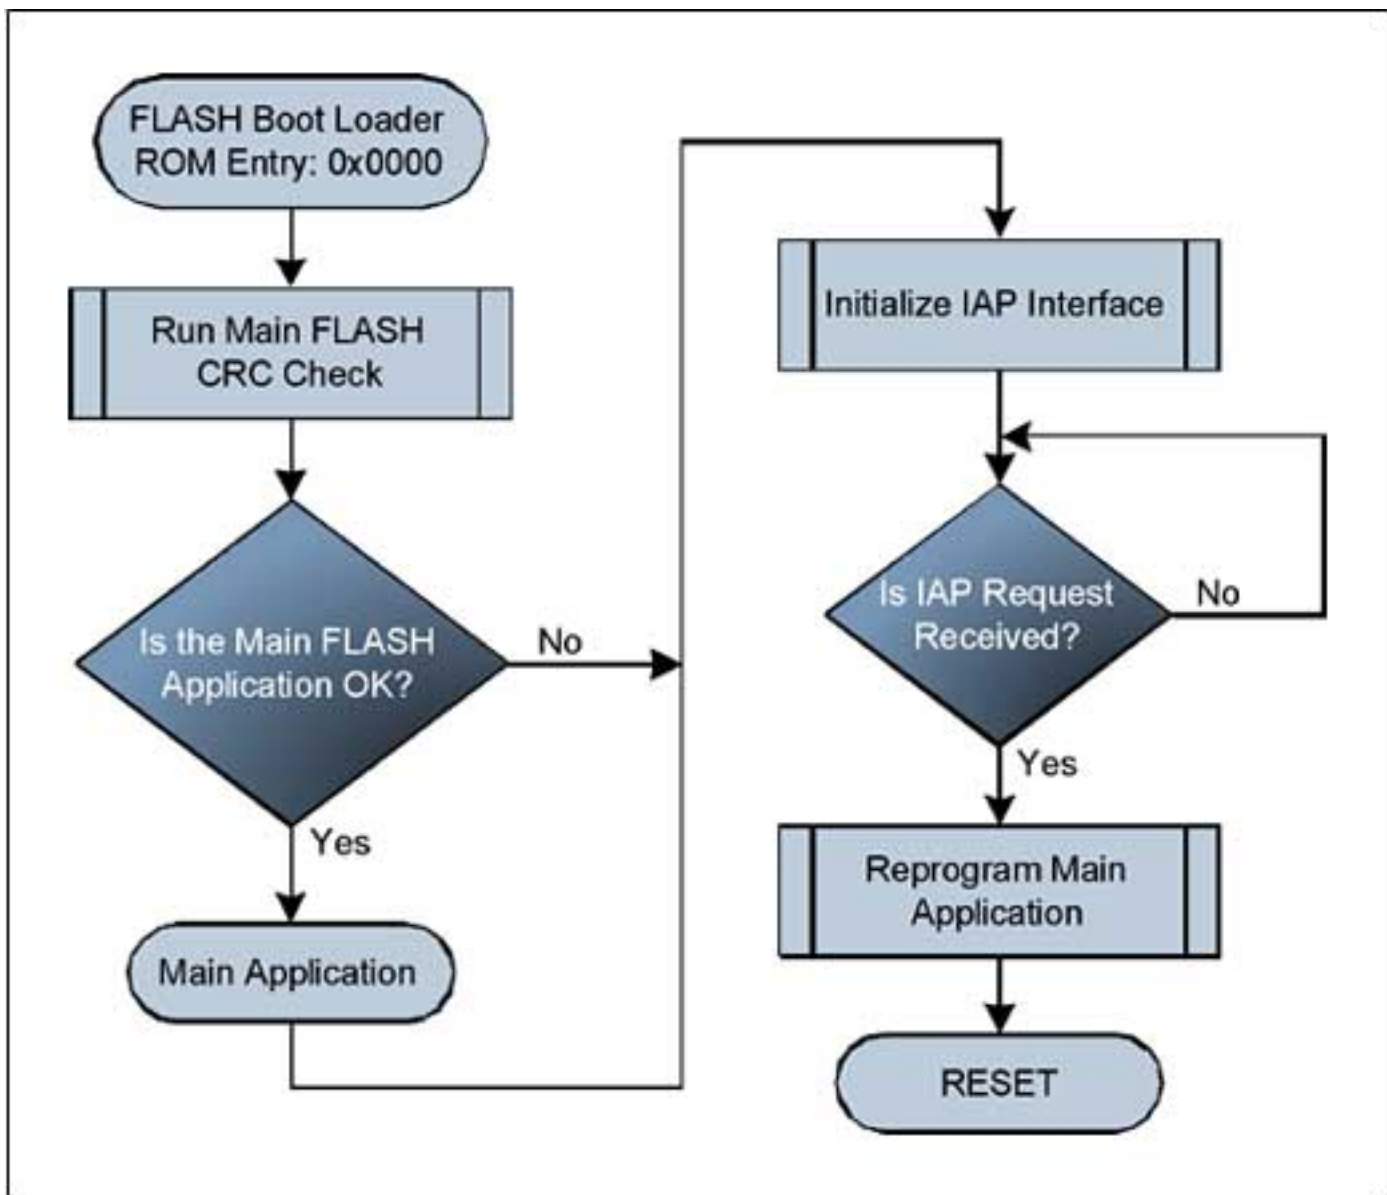 FLASH Boot Loader
ROM Entry: 0x0000
Run Main FLASH
CRC Check
Is the Main FLASH
Application OK?
No
Yes
Main Application
Initialize IAP Interface
Is IAP Request
Received?
No
Yes
Reprogram Main
Application
RESET